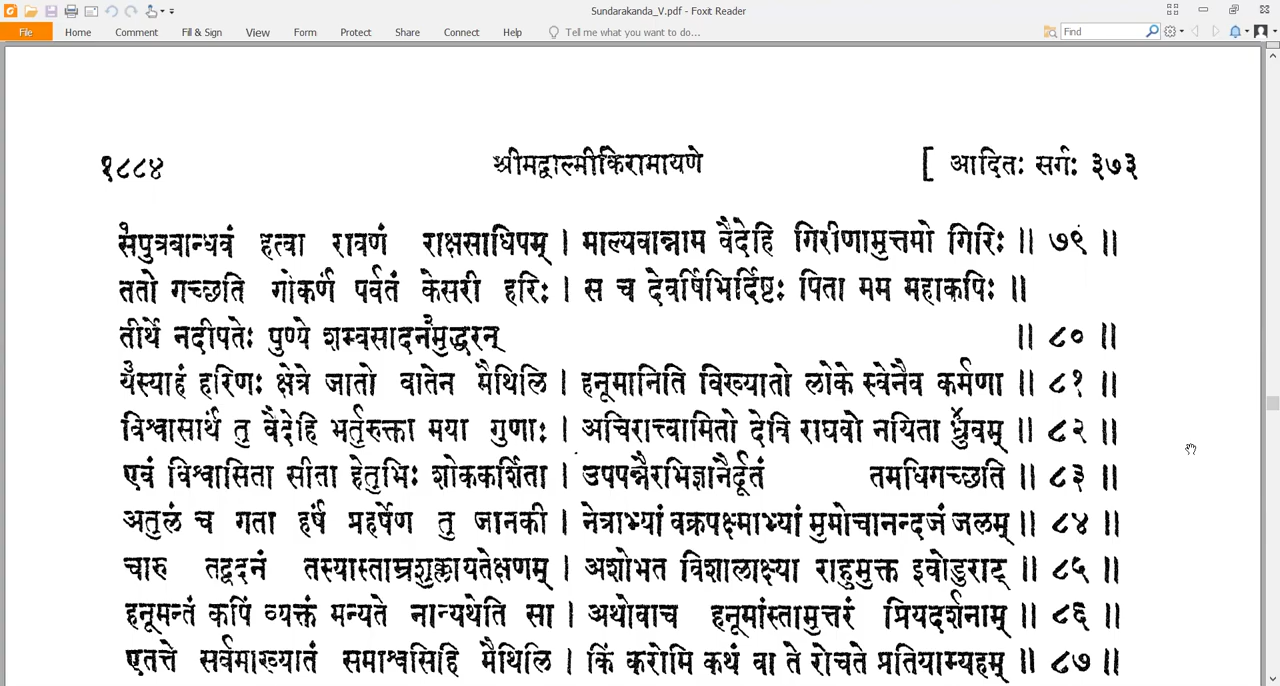 Sundarakanda_V.pdf - Foxit Reader
File Home Comment Fill & Sign View Form Protect Share Connect Help Tell me what you want to do... Find
१८८४ श्रीमद्वाल्मीकिरामायणे [ आदितः सर्गः ३७३
सपुत्रबान्धवं हत्वा रावणं राक्षसाधिपम् । माल्यवान्नाम वैदेहि गिरीणामुत्तमो गिरिः ॥ ७९ ॥
ततो गच्छति गोकर्णं पर्वतं केसरी हरिः । स च देवर्षिभिर्दिष्टः पिता मम महाकपिः ॥
तीर्थे नदीपतेः पुण्ये शम्बसादनमुद्धरन् ॥ ८० ॥
यस्याहं हरिणः क्षेत्रे जातो वातेन मैथिलि । हनूमानिति विख्यातो लोके स्वेनैव कर्मणा ॥ ८१ ॥
विश्वासार्थं तु वैदेहि भर्तुरुक्ता मया गुणाः । अचिरात्त्वामितो देवि राघवो नयिता ध्रुवम् ॥ ८२ ॥
एवं विश्वासिता सीता हेतुभिः शोककर्शिता । उपपन्नैरभिज्ञानैर्दूतं तमधिगच्छति ॥ ८३ ॥
अतुलं च गता हर्षं प्रहर्षेण तु जानकी । नेत्राभ्यां वक्रपक्ष्माभ्यां मुमोचानन्दजं जलम् ॥ ८४ ॥
चारु तद्वदनं तस्यास्ताम्रशुक्लायतेक्षणम् । अशोभत विशालाक्ष्या राहुमुक्त इवोडुराट् ॥ ८५ ॥
हनूमन्तं कपिं व्यक्तं मन्यते नान्यथेति सा । अथोवाच हनूमांस्तामुत्तरं प्रियदर्शनाम् ॥ ८६ ॥
एतत्ते सर्वमाख्यातं समाश्वसिहि मैथिलि । किं करोमि कथं वा ते रोचते प्रतियाम्यहम् ॥ ८७ ॥